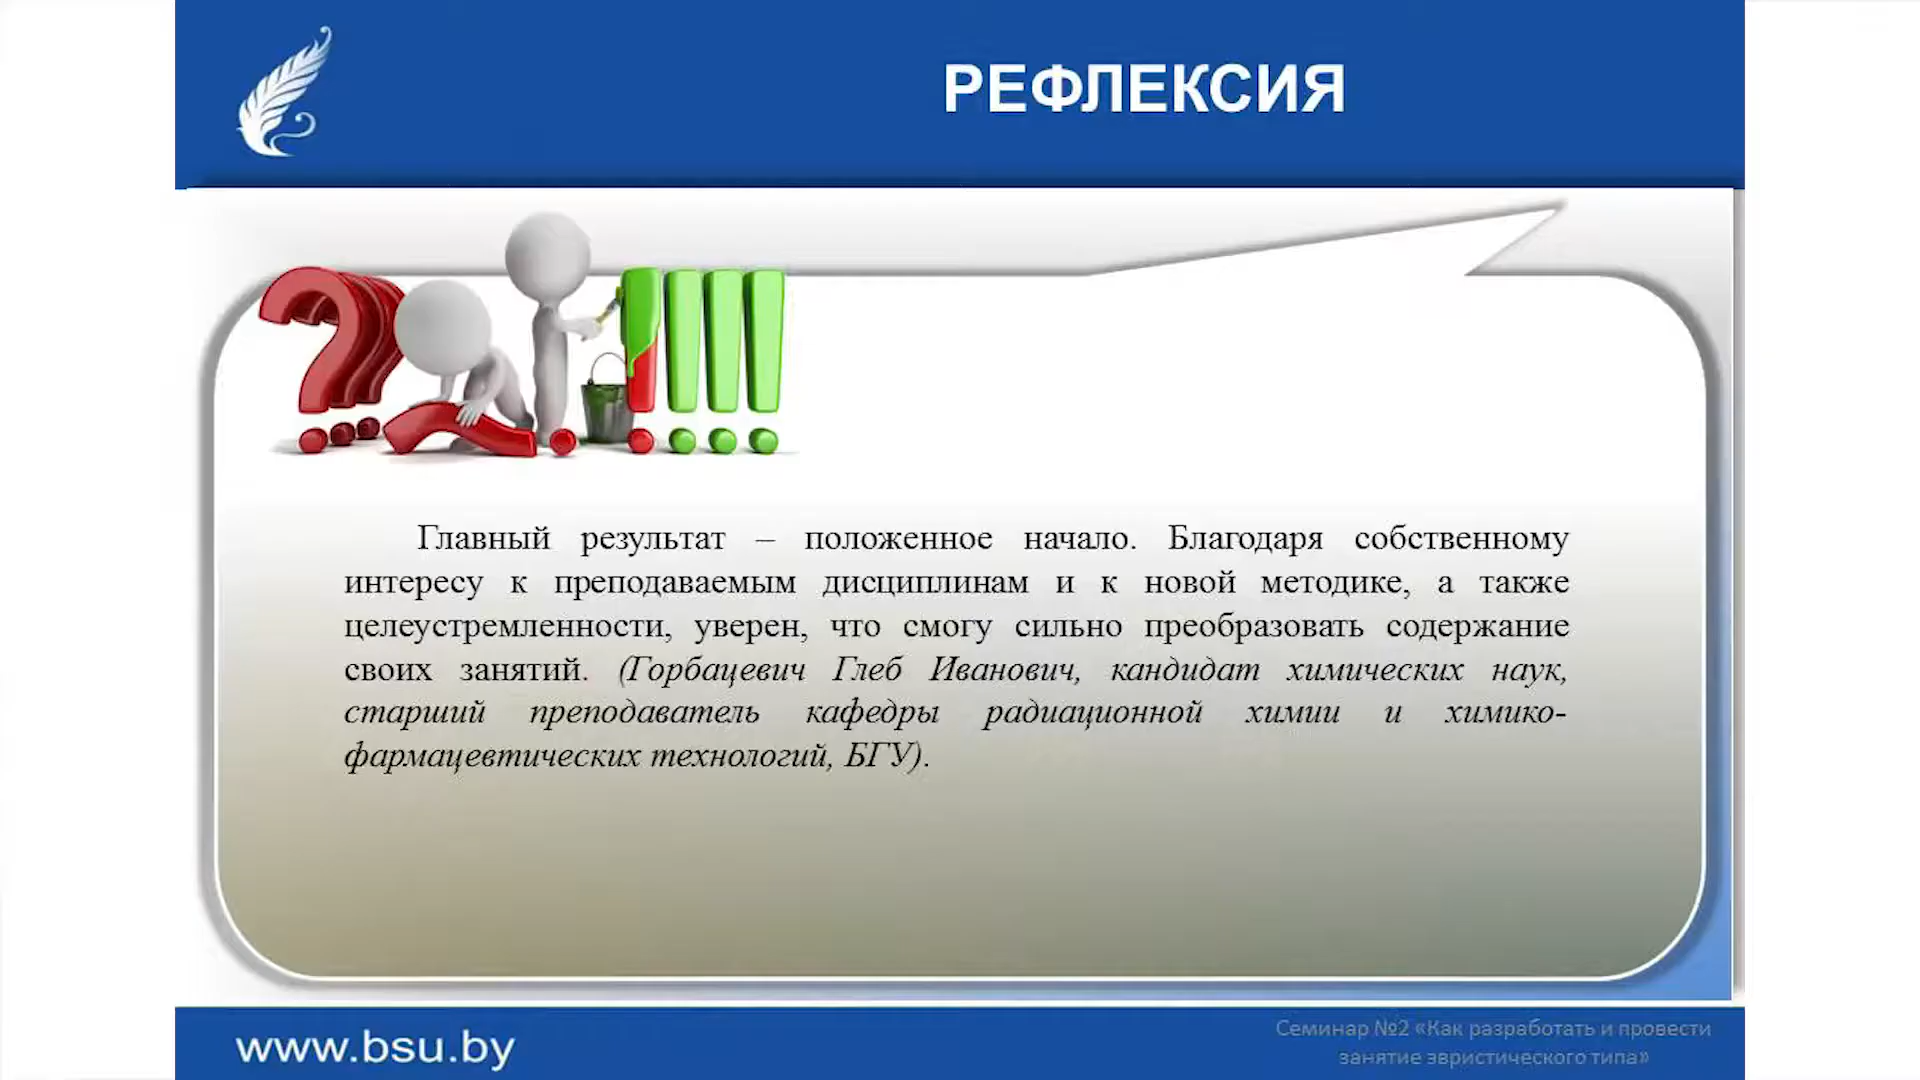 РЕФЛЕКСИЯ
Главный результат – положенное начало. Благодаря собственному
интересу к преподаваемым дисциплинам и к новой методике, а также
целеустремленности, уверен, что смогу сильно преобразовать содержание
своих занятий. (Горбацевич Глеб Иванович, кандидат химических наук,
старший преподаватель кафедры радиационной химии и химико-
фармацевтических технологий, БГУ).
www.bsu.by
Семинар №2 «Как разработать и провести
занятие эвристического типа»